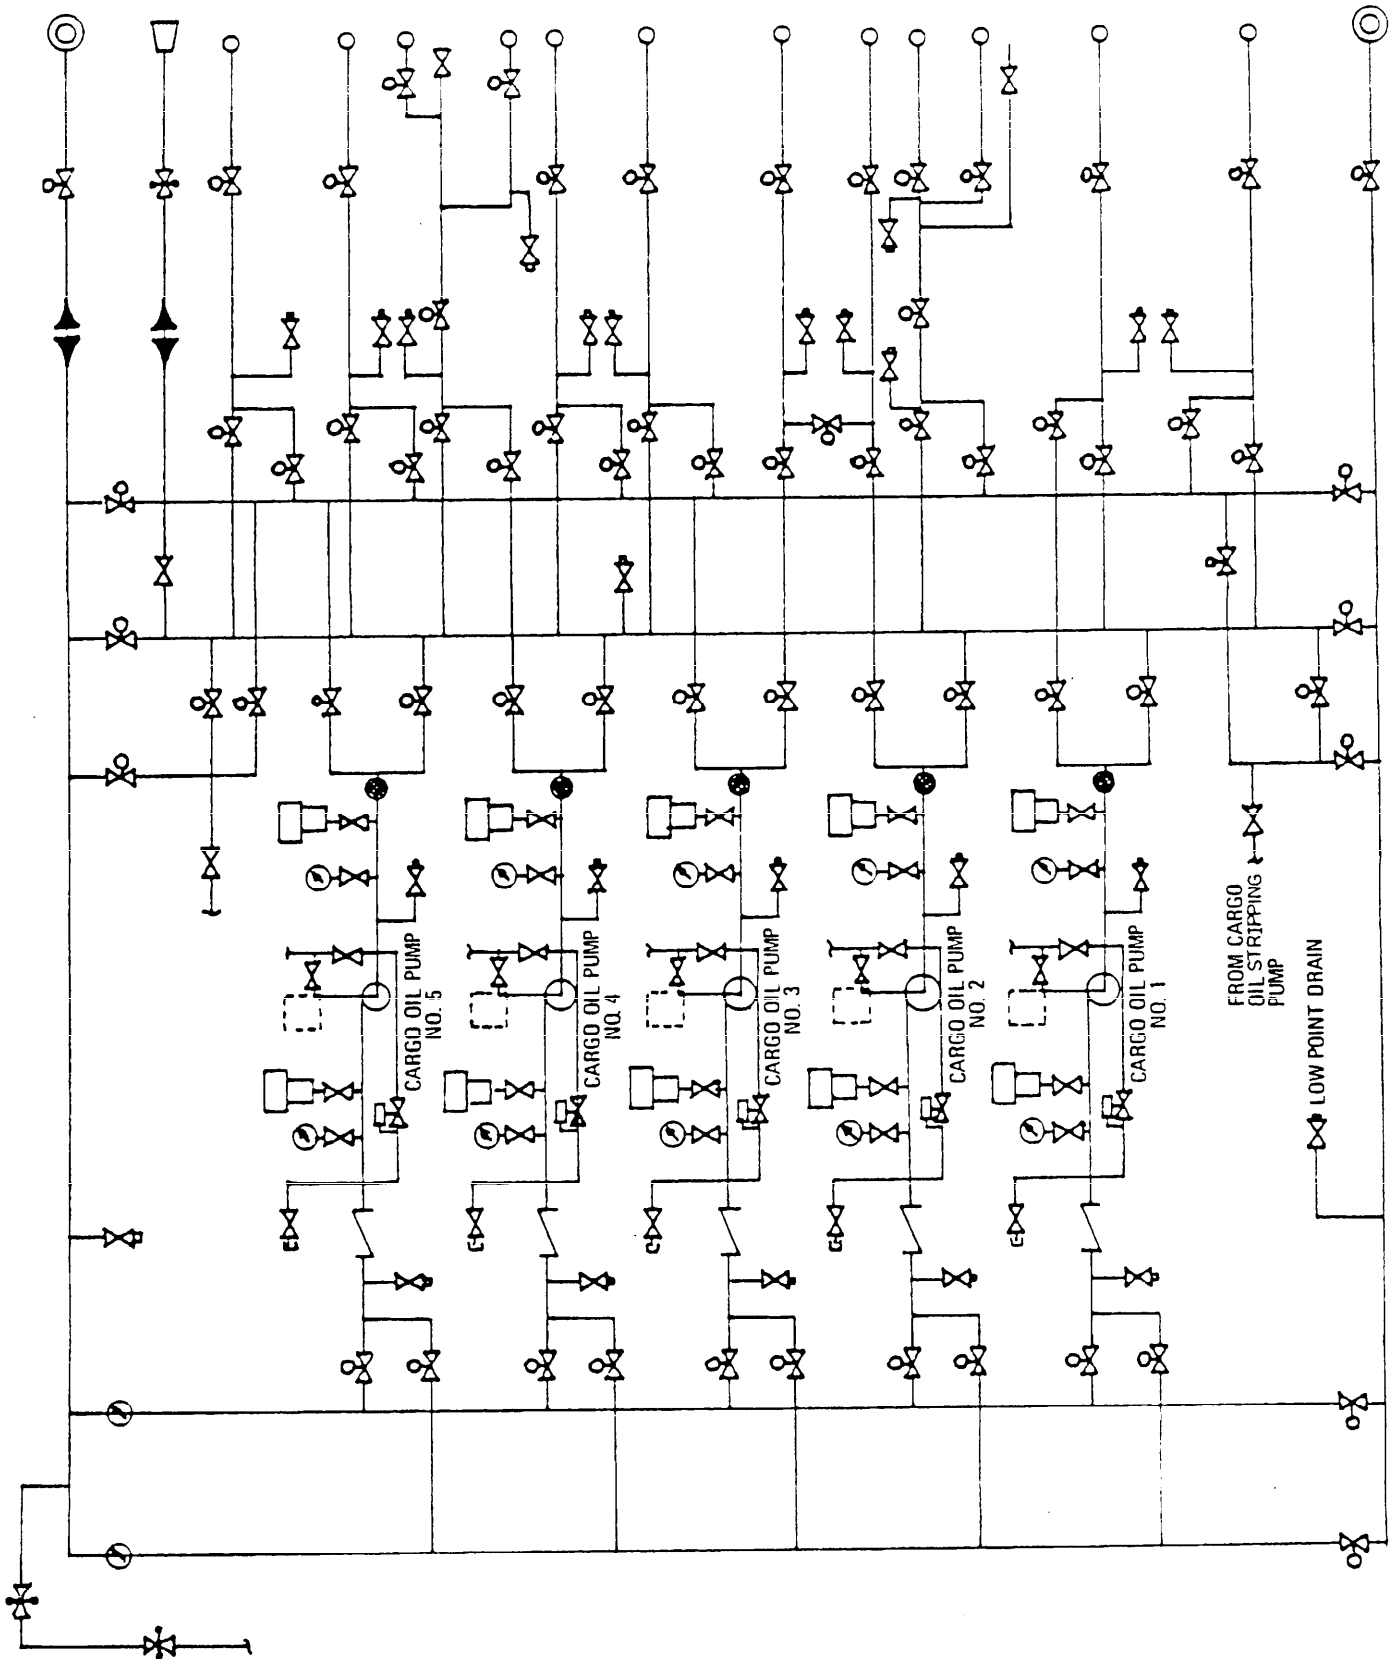 CARGO OIL PUMP
NO. 5
CARGO OIL PUMP
NO. 4
CARGO OIL PUMP
NO. 3
CARGO OIL PUMP
NO. 2
CARGO OIL PUMP
NO. 1
FROM CARGO
OIL STRIPPING
PUMP
LOW POINT DRAIN